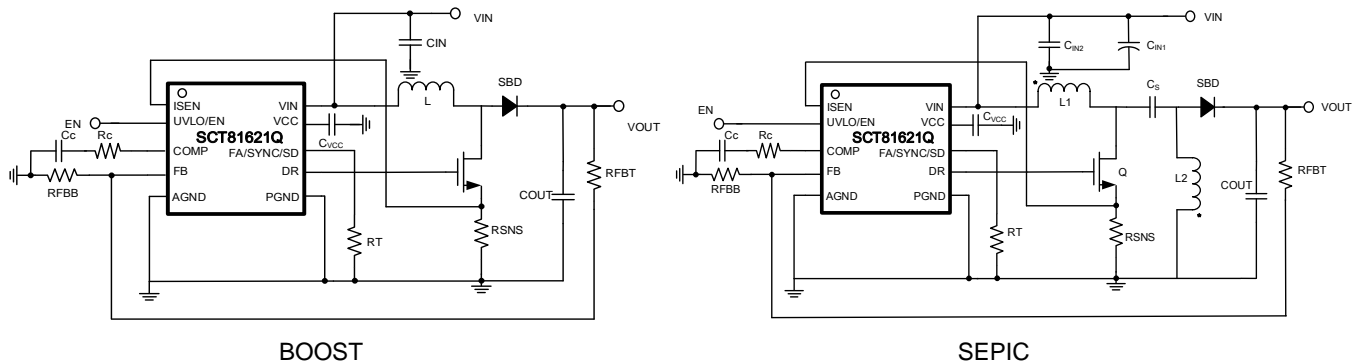 VIN
CIN
SBD
L
ISEN
VIN
EN
UVLO/EN
VCC
SCT81621Q
CVCC
VOUT
Cc
Rc
COMP
FA/SYNC/SD
FB
DR
RFBB
RFBT
COUT
AGND
PGND
RSNS
RT
BOOST
VIN
CIN2
CIN1
CS
SBD
L1
ISEN
VIN
VOUT
EN
UVLO/EN
VCC
SCT81621Q
CVCC
Cc
Rc
COMP
FA/SYNC/SD
FB
DR
Q
L2
RFBB
COUT
RFBT
AGND
PGND
RSNS
RT
SEPIC